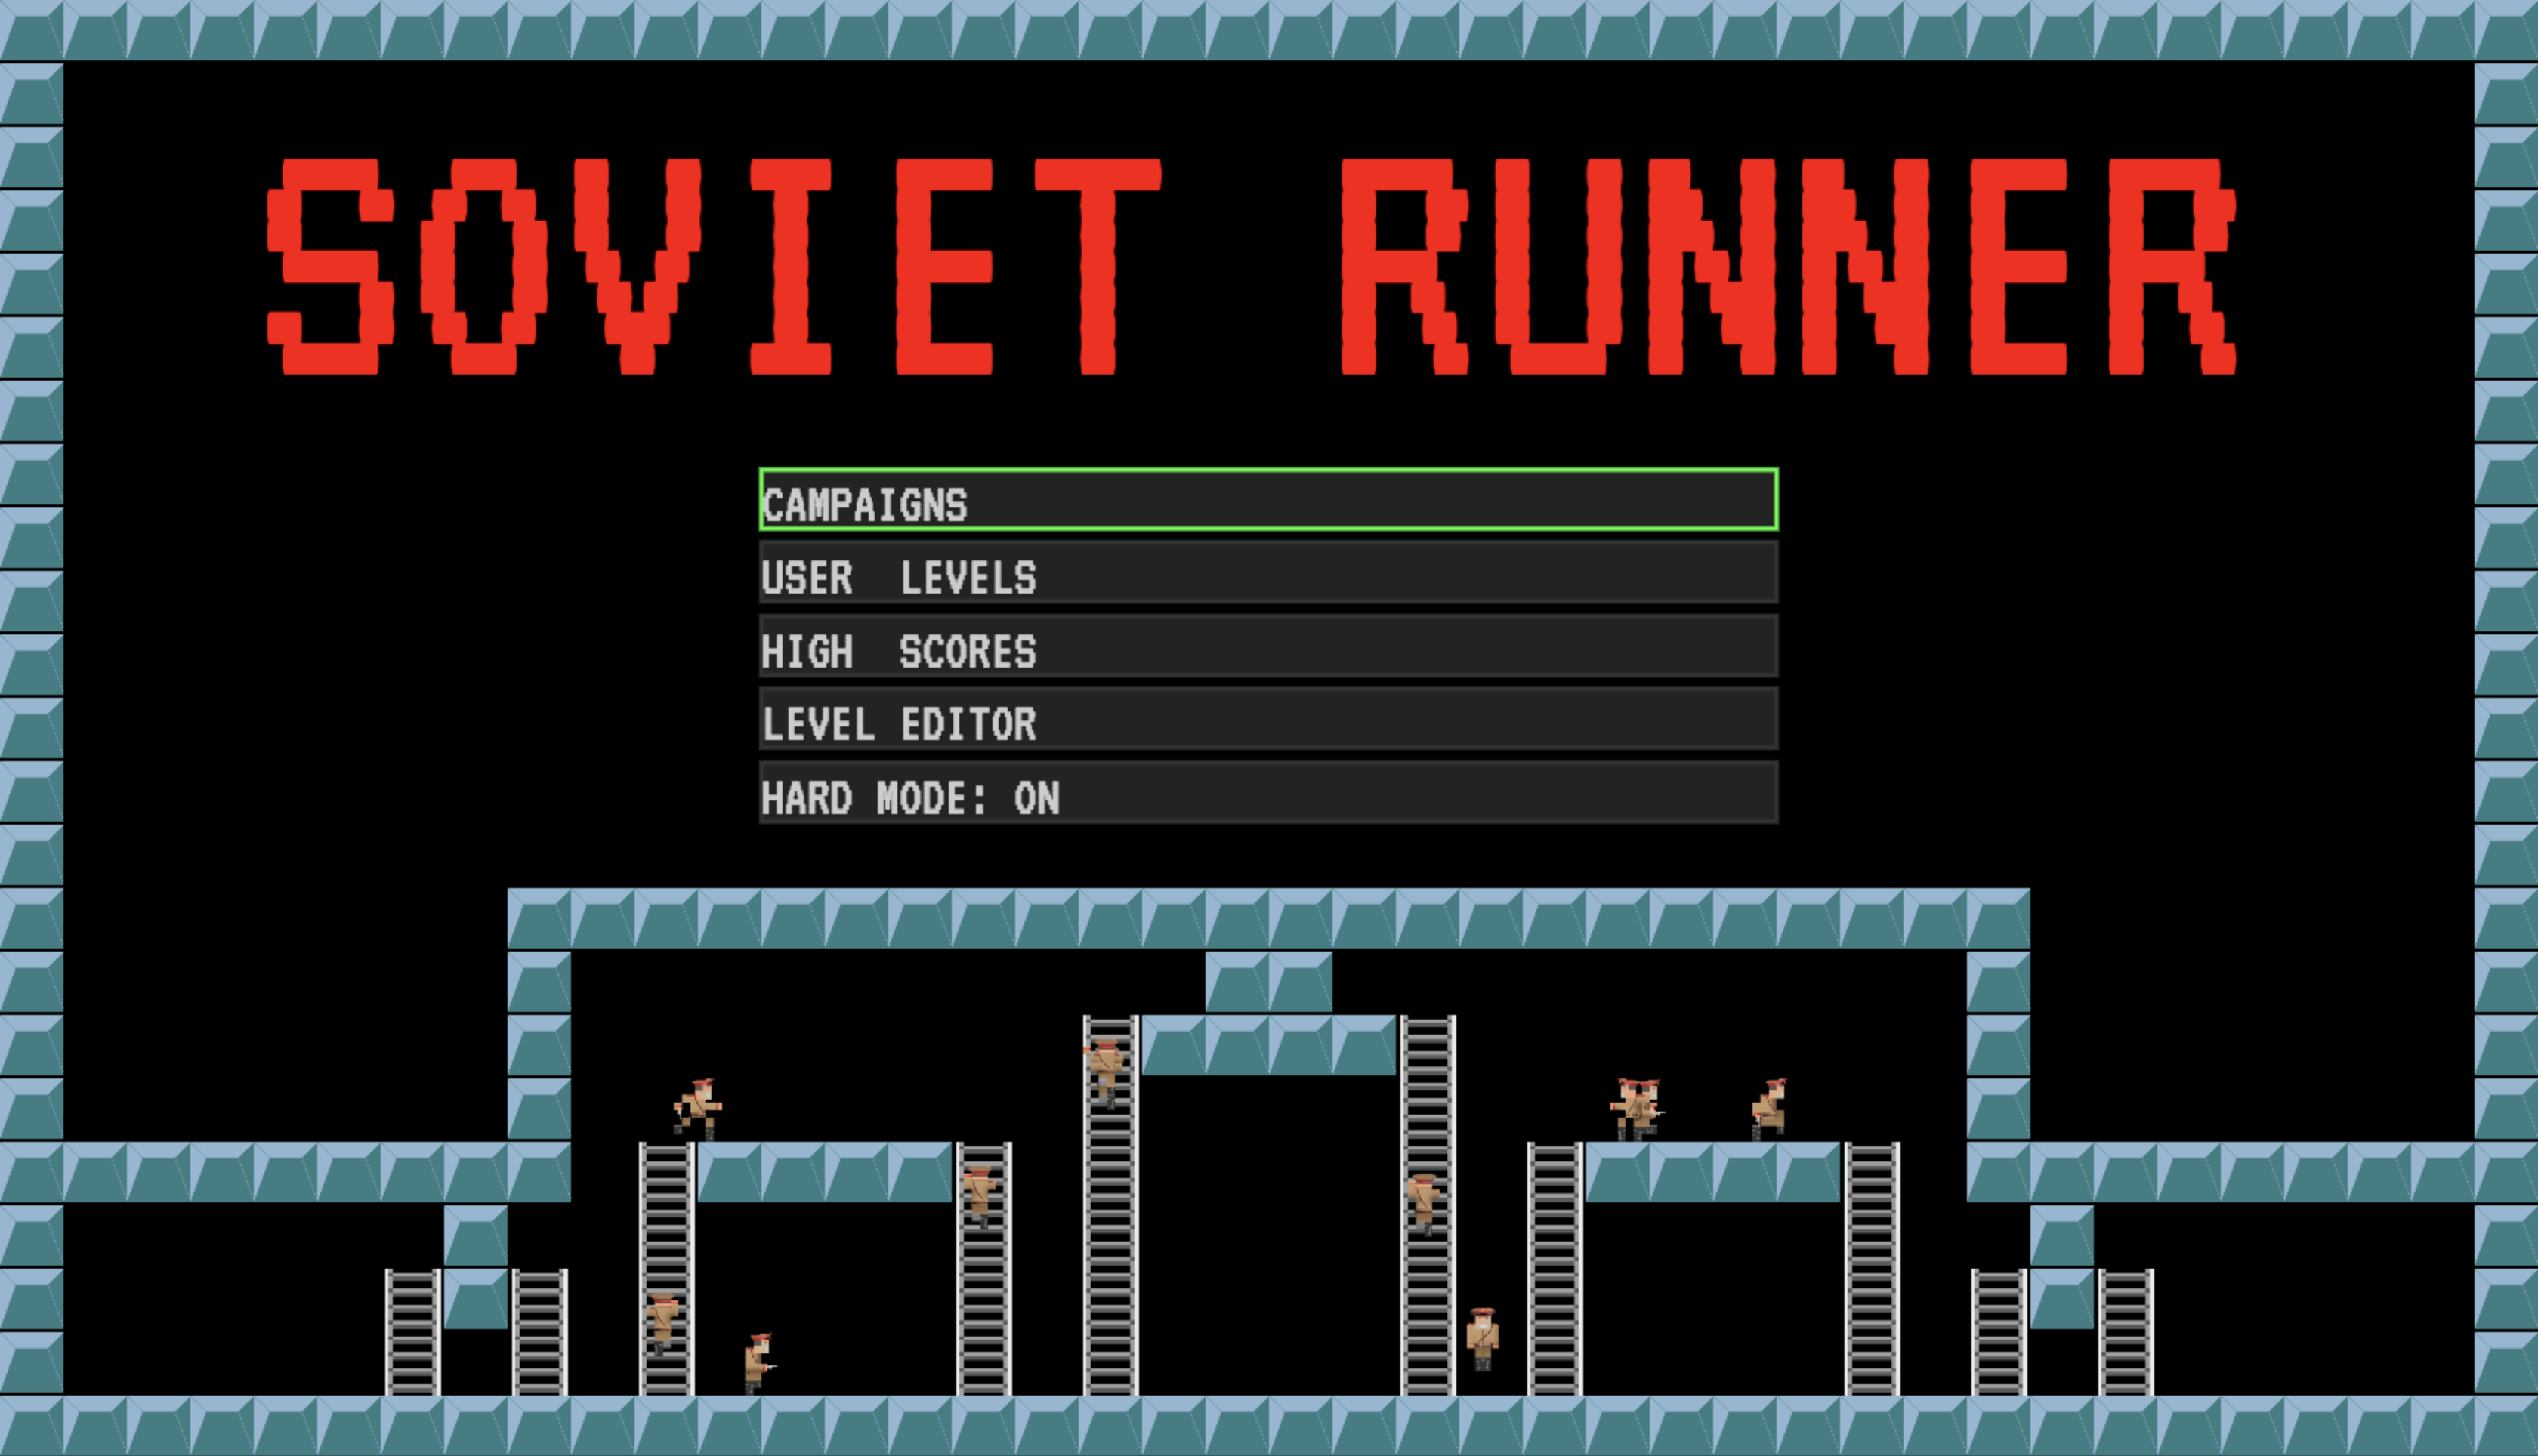 SOVIET RUNNER
CAMPAIGNS
USER LEVELS
HIGH SCORES
LEVEL EDITOR
HARD MODE: ON